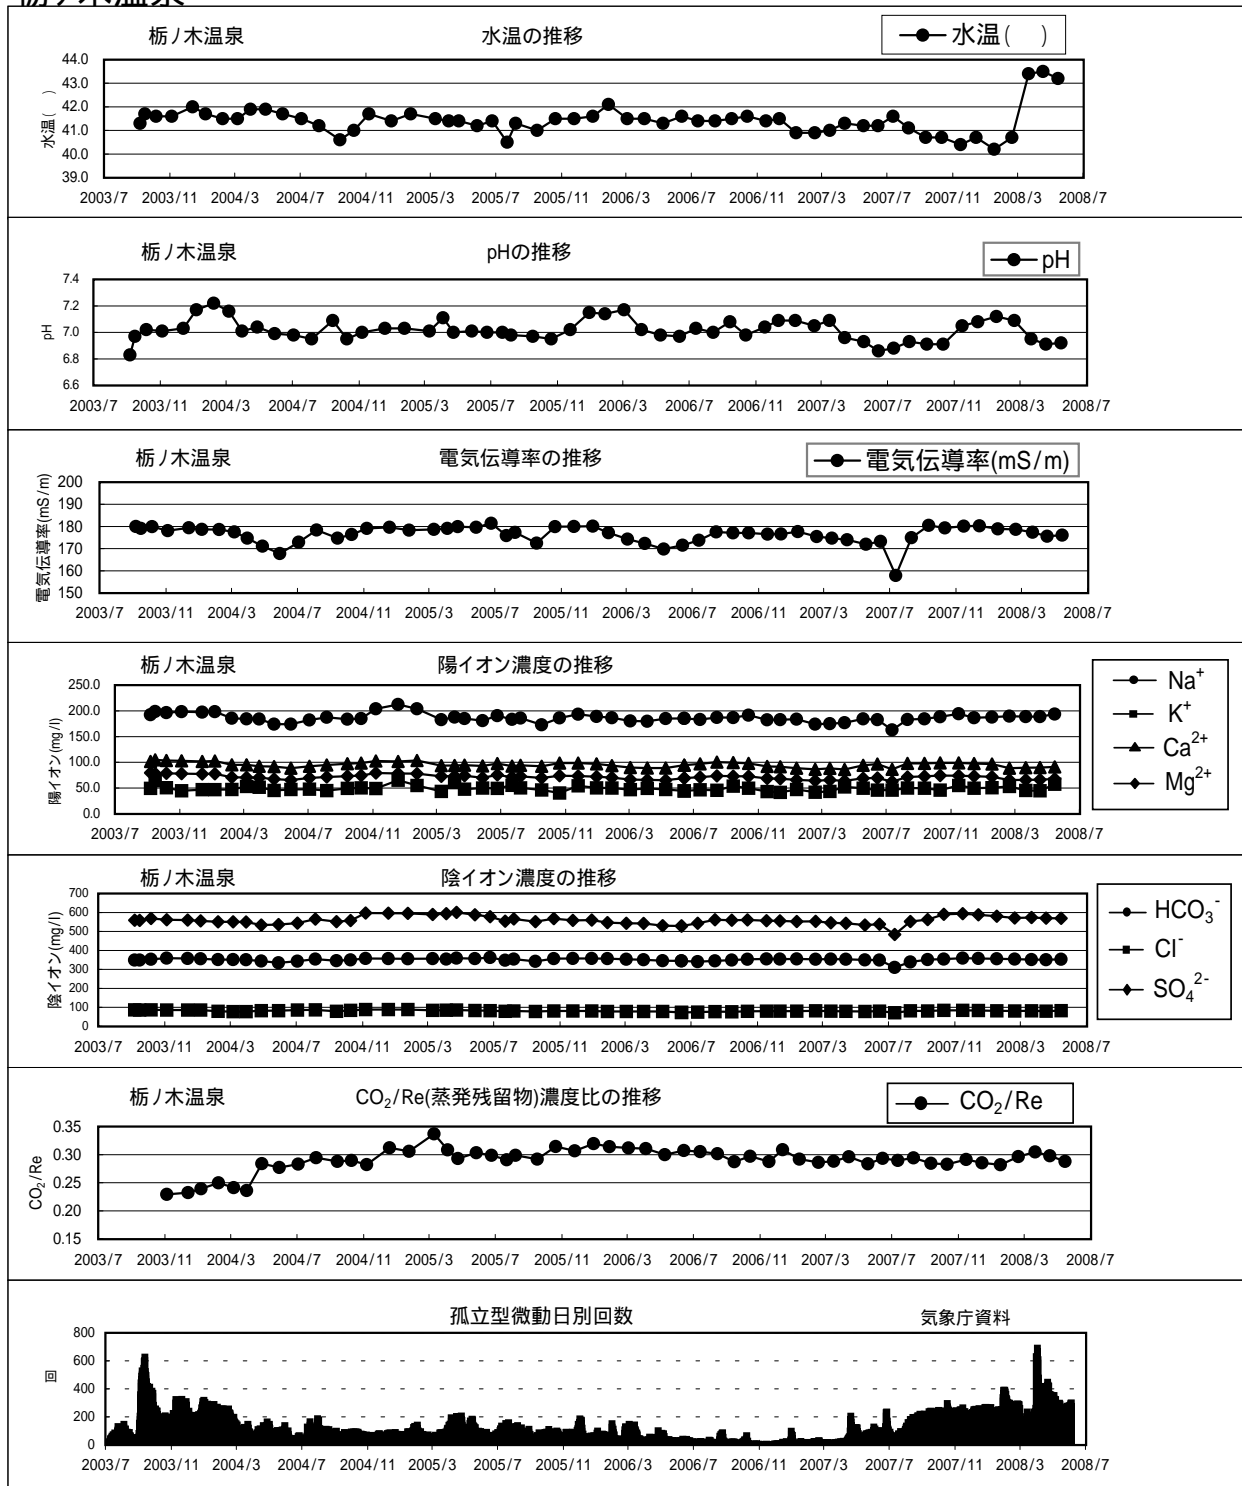 栃ノ木温泉
栃ノ木温泉 水温の推移 水温( )
水温( )
44.0
43.0
42.0
41.0
40.0
39.0
2003/7 2003/11 2004/3 2004/7 2004/11 2005/3 2005/7 2005/11 2006/3 2006/7 2006/11 2007/3 2007/7 2007/11 2008/3 2008/7
栃ノ木温泉 pHの推移 pH
pH
7.4
7.2
7.0
6.8
6.6
2003/7 2003/11 2004/3 2004/7 2004/11 2005/3 2005/7 2005/11 2006/3 2006/7 2006/11 2007/3 2007/7 2007/11 2008/3 2008/7
栃ノ木温泉 電気伝導率の推移 電気伝導率(mS/m)
電気伝導率(mS/m)
200
190
180
170
160
150
2003/7 2003/11 2004/3 2004/7 2004/11 2005/3 2005/7 2005/11 2006/3 2006/7 2006/11 2007/3 2007/7 2007/11 2008/3 2008/7
栃ノ木温泉 陽イオン濃度の推移
陽イオン(mg/l)
250.0
200.0
150.0
100.0
50.0
0.0
2003/7 2003/11 2004/3 2004/7 2004/11 2005/3 2005/7 2005/11 2006/3 2006/7 2006/11 2007/3 2007/7 2007/11 2008/3 2008/7
Na⁺
K⁺
Ca²⁺
Mg²⁺
栃ノ木温泉 陰イオン濃度の推移
陰イオン(mg/l)
700
600
500
400
300
200
100
0
2003/7 2003/11 2004/3 2004/7 2004/11 2005/3 2005/7 2005/11 2006/3 2006/7 2006/11 2007/3 2007/7 2007/11 2008/3 2008/7
HCO₃⁻
Cl⁻
SO₄²⁻
栃ノ木温泉 CO₂/Re(蒸発残留物)濃度比の推移 CO₂/Re
CO₂/Re
0.35
0.30
0.25
0.20
0.15
2003/7 2003/11 2004/3 2004/7 2004/11 2005/3 2005/7 2005/11 2006/3 2006/7 2006/11 2007/3 2007/7 2007/11 2008/3 2008/7
孤立型微動日別回数 気象庁資料
回
800
600
400
200
0
2003/7 2003/11 2004/3 2004/7 2004/11 2005/3 2005/7 2005/11 2006/3 2006/7 2006/11 2007/3 2007/7 2007/11 2008/3 2008/7